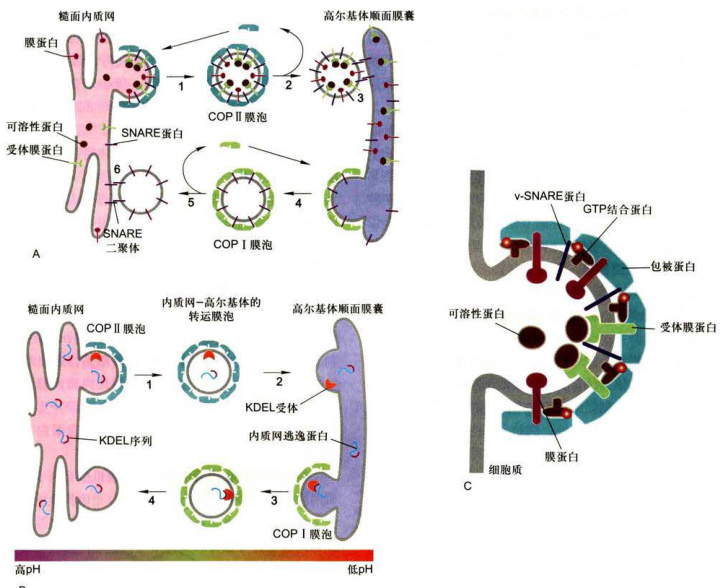 糙面内质网
高尔基体顺面膜囊
膜蛋白
1
COPⅡ膜泡
2
3
可溶性蛋白
受体膜蛋白
SNARE蛋白
6
5
4
SNARE
二聚体
COPⅠ膜泡
A
糙面内质网
内质网–高尔基体的
转运膜泡
高尔基体顺面膜囊
COPⅡ膜泡
1
2
KDEL受体
KDEL序列
内质网逃逸蛋白
4
3
COPⅠ膜泡
高pH
低pH
v-SNARE蛋白
GTP结合蛋白
包被蛋白
可溶性蛋白
受体膜蛋白
膜蛋白
细胞质
C